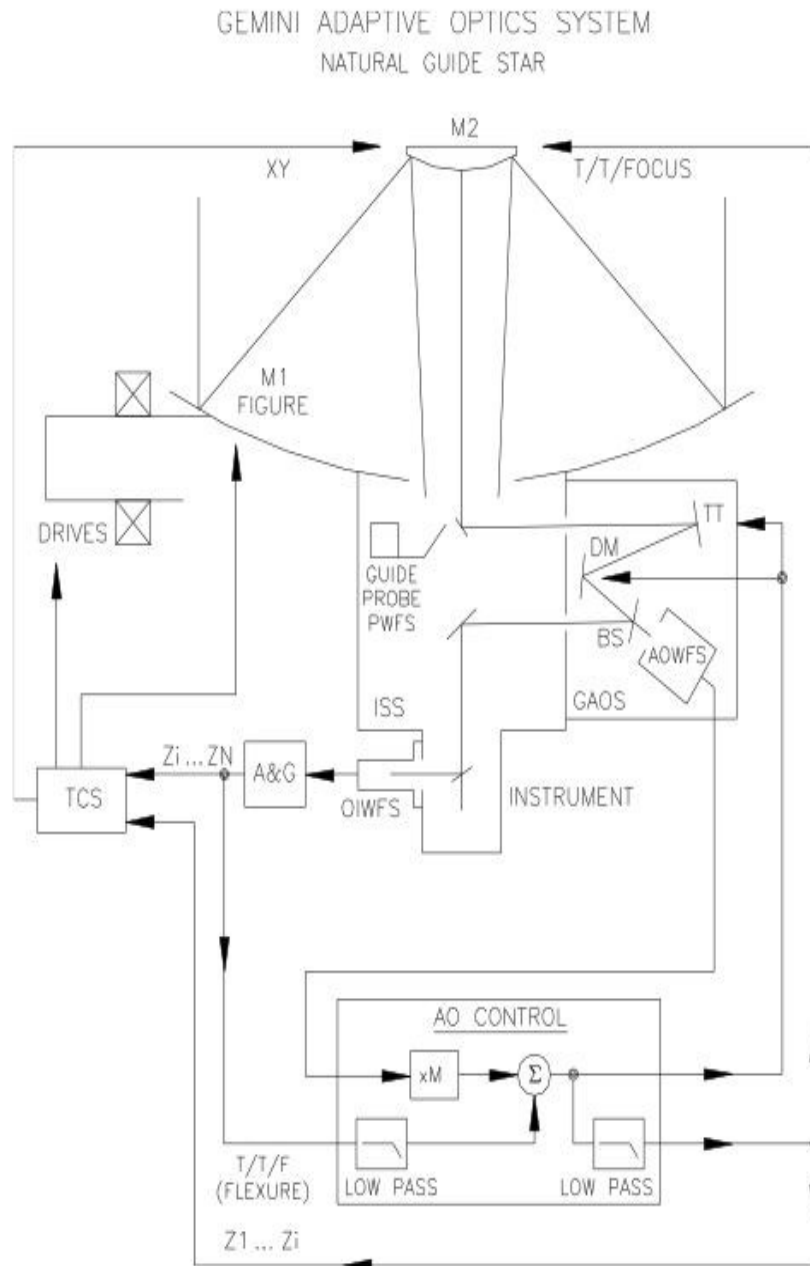 GEMINI ADAPTIVE OPTICS SYSTEM
NATURAL GUIDE STAR
M2
XY
T/T/FOCUS
M1
FIGURE
DRIVES
TT
DM
GUIDE
PROBE
PWFS
BS
AOWFS
ISS
GAOS
Zi ... ZN
A&G
TCS
OIWFS
INSTRUMENT
AO CONTROL
xM
Σ
T/T/F
(FLEXURE)
LOW PASS
LOW PASS
Z1 ... Zi